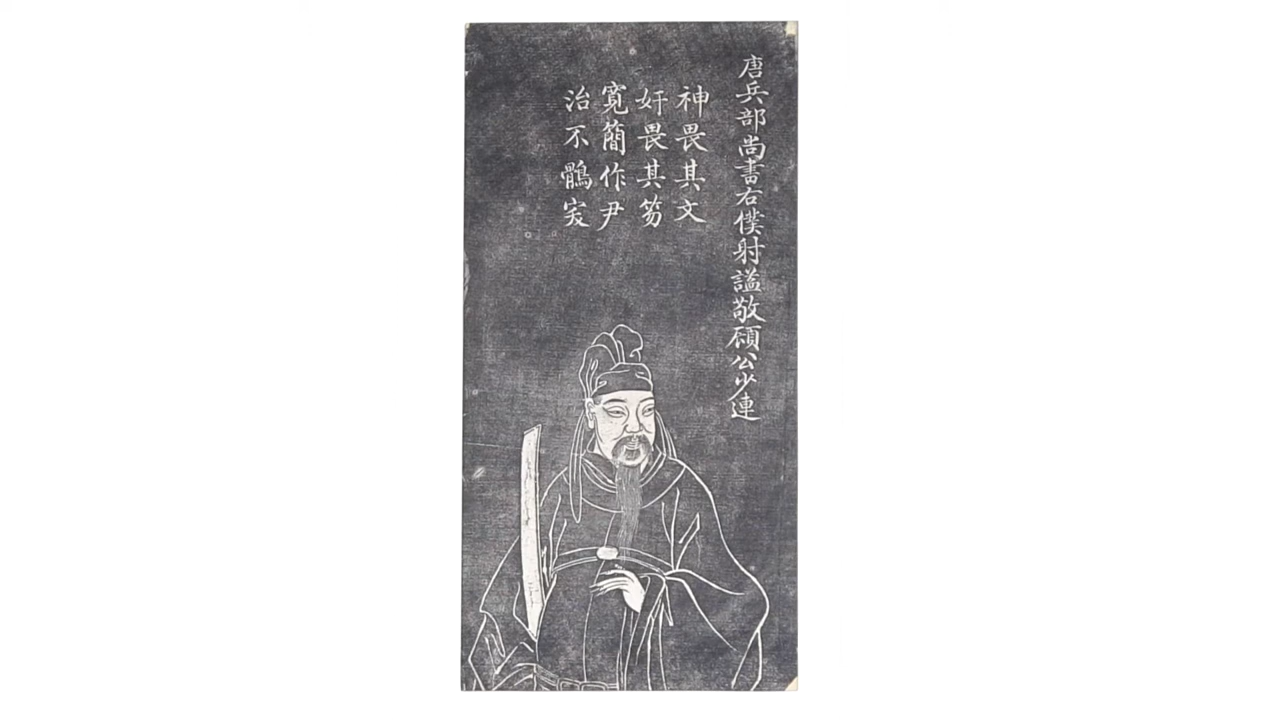 唐兵部尚書右僕射謚敬顧公少連
神畏其文
奸畏其笏
寬簡作尹
治不鶻㝡